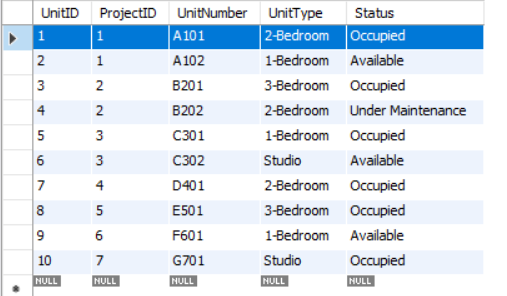 UnitID ProjectID UnitNumber UnitType Status
1 1 A101 2-Bedroom Occupied
2 1 A102 1-Bedroom Available
3 2 B201 3-Bedroom Occupied
4 2 B202 2-Bedroom Under Maintenance
5 3 C301 1-Bedroom Occupied
6 3 C302 Studio Available
7 4 D401 2-Bedroom Occupied
8 5 E501 3-Bedroom Occupied
9 6 F601 1-Bedroom Available
10 7 G701 Studio Occupied
NULL NULL NULL NULL NULL